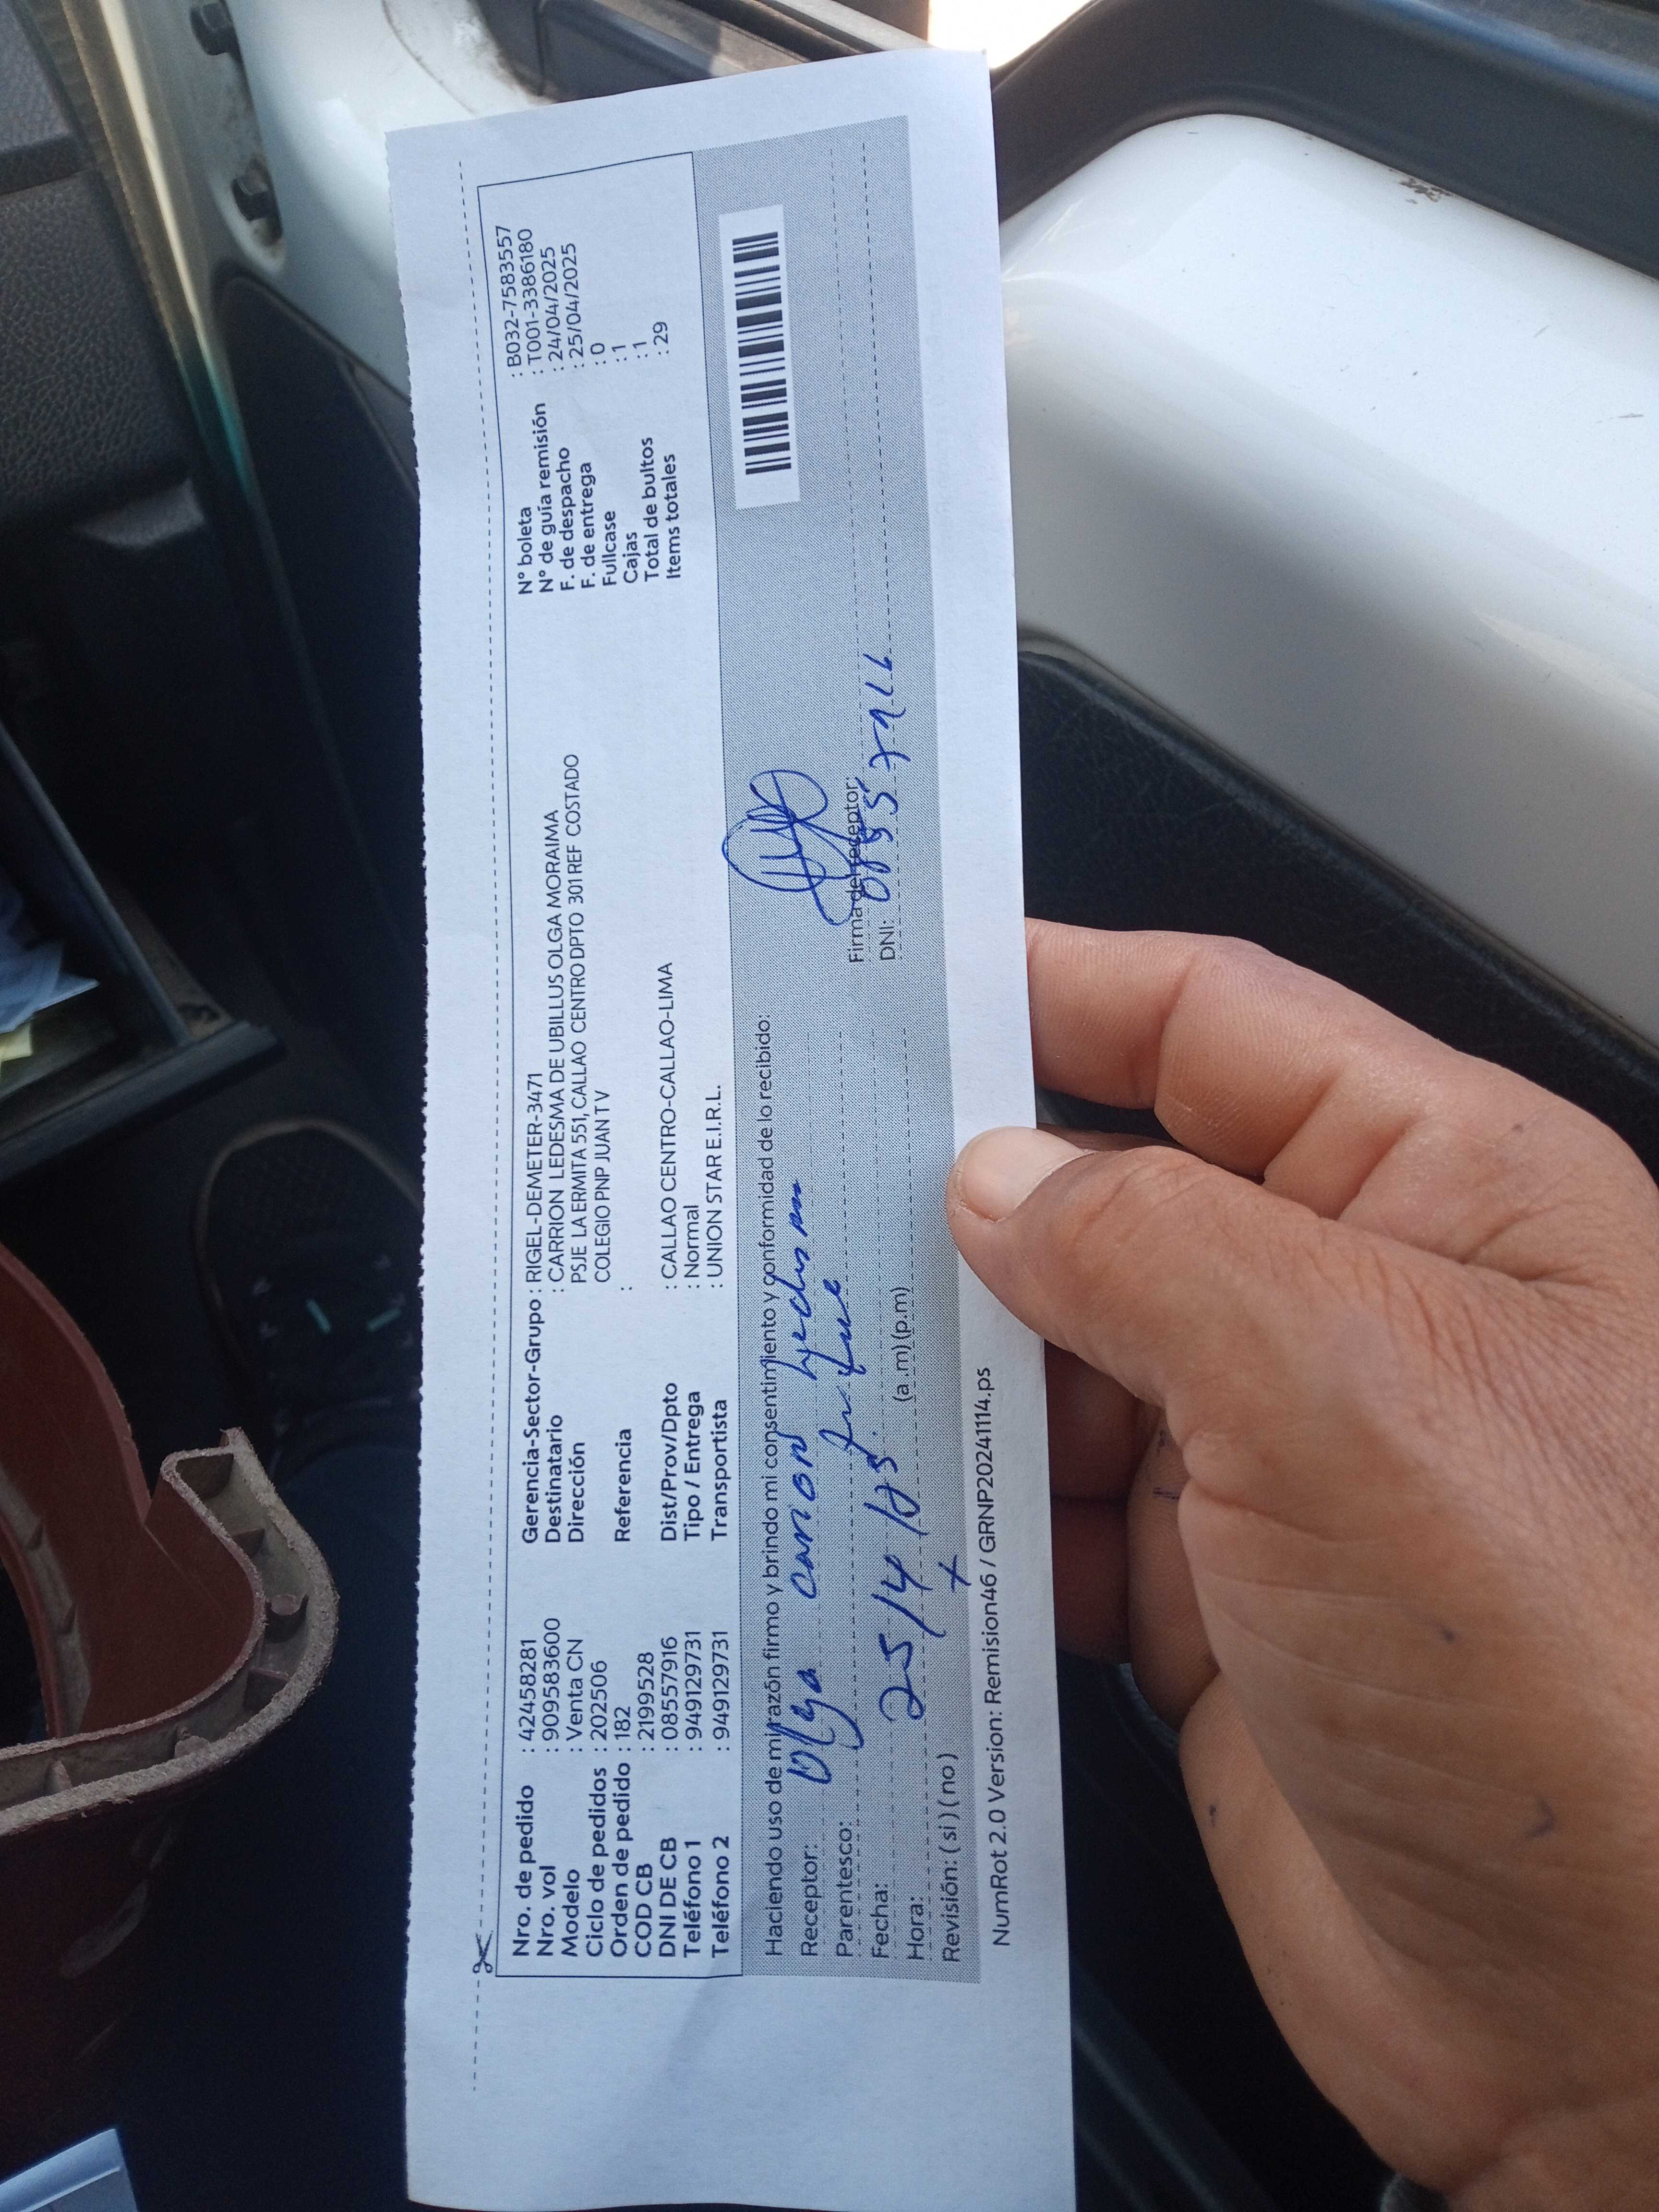 Nro. de pedido : 42458281
Nro. vol : 909583600
Modelo : Venta CN
Ciclo de pedidos : 202506
Orden de pedido : 182
COD CB : 2199528
DNI DE CB : 08557916
Teléfono 1 : 949129731
Teléfono 2 : 949129731
Gerencia-Sector-Grupo : RIGEL-DEMETER-3471
Destinatario : CARRION LEDESMA DE UBILLUS OLGA MORAIMA
Dirección PSJE LA ERMITA 551, CALLAO CENTRO DPTO 301 REF COSTADO
COLEGIO PNP JUAN TV
Referencia :
Dist/Prov/Dpto : CALLAO CENTRO-CALLAO-LIMA
Tipo / Entrega : Normal
Transportista : UNION STAR E.I.R.L.
N° boleta : B032-7583557
N° de guía remisión : T001-3386180
F. de despacho : 24/04/2025
F. de entrega : 25/04/2025
Fullcase : 0
Cajas : 1
Total de bultos : 1
Items totales : 29
Haciendo uso de mi razón firmo y brindo mi consentimiento y conformidad de lo recibido:
Receptor: Olga Carrion
Parentesco:
Fecha: 25/4/25
Hora: (a.m) (p.m)
Revisión: ( si ) ( no )
Firma del receptor:
DNI:
NumRot 2.0 Version: Remision46 / GRNP20241114.ps